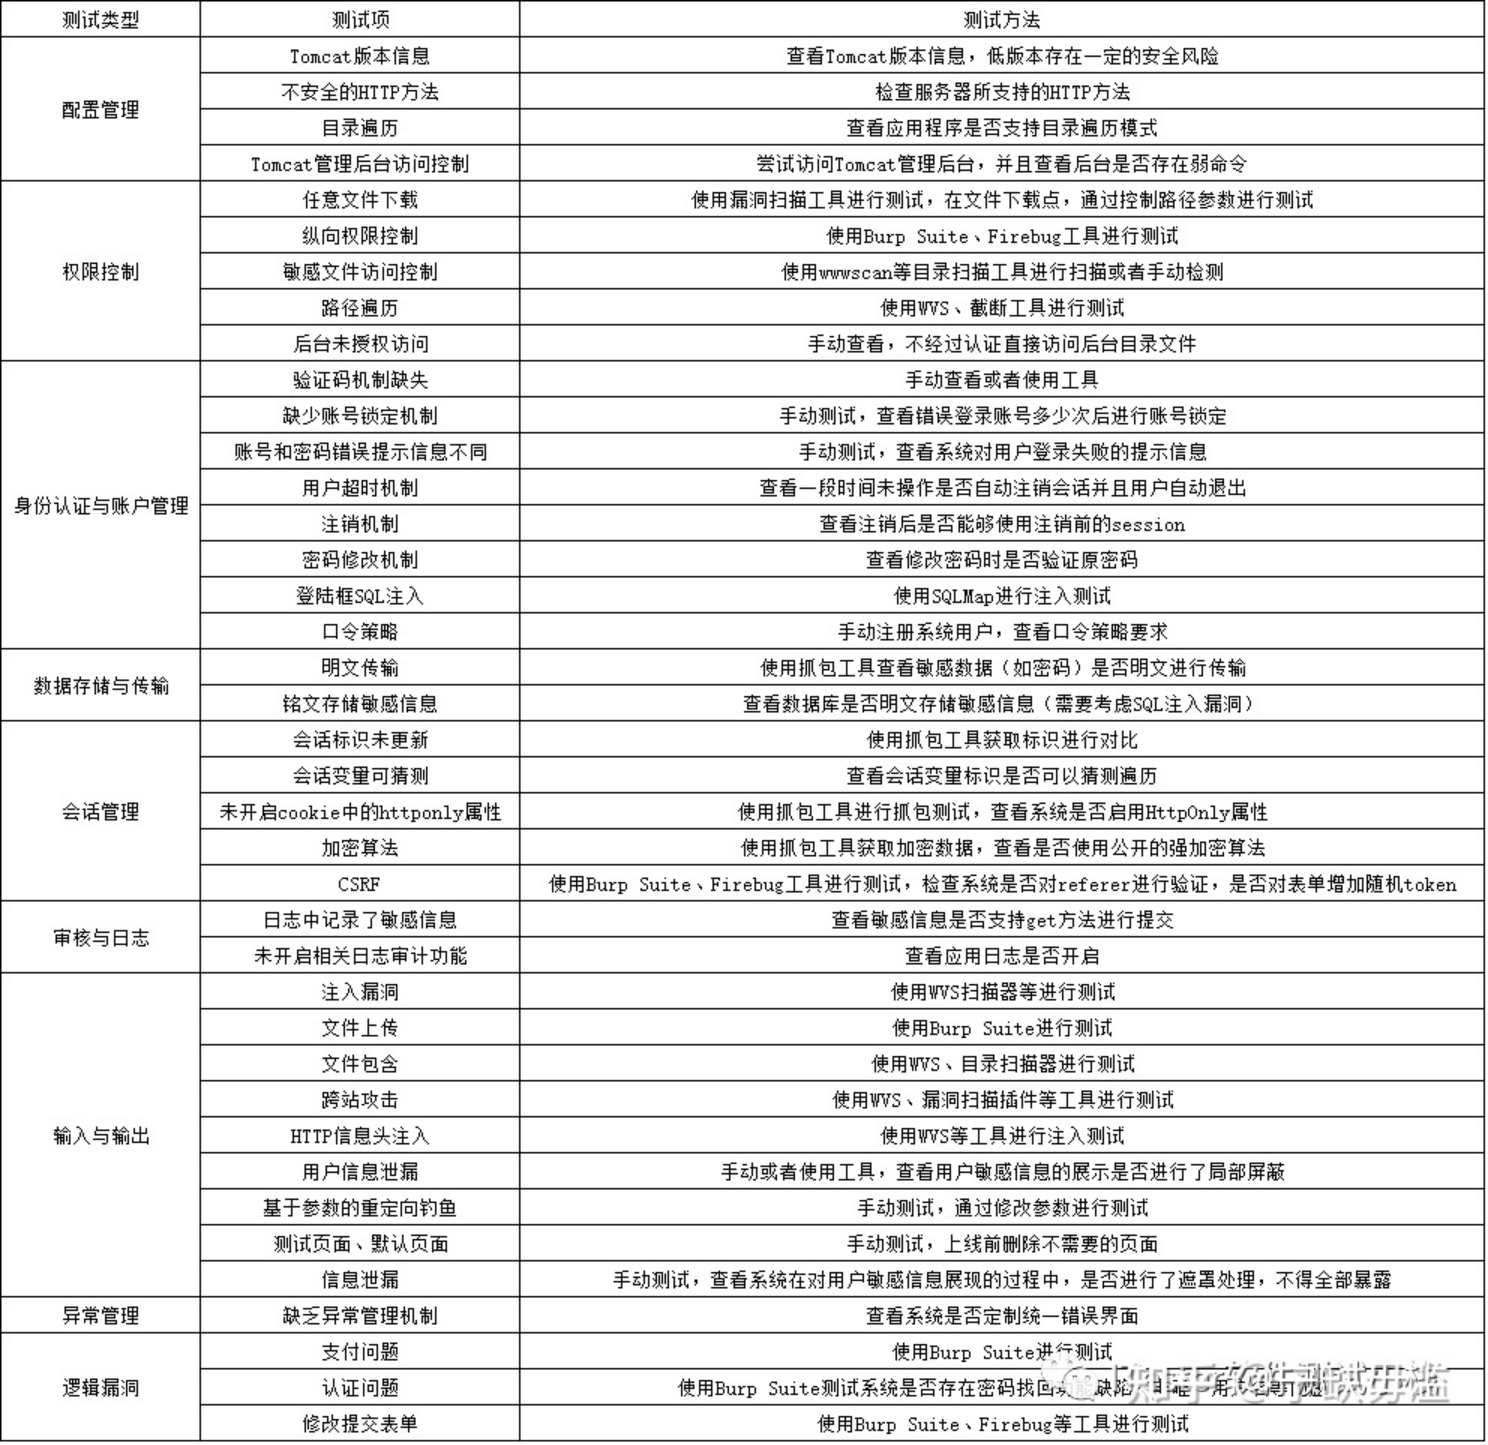 测试类型 测试项 测试方法
配置管理
Tomcat版本信息 查看Tomcat版本信息，低版本存在一定的安全风险
不安全的HTTP方法 检查服务器所支持的HTTP方法
目录遍历 查看应用程序是否支持目录遍历模式
Tomcat管理后台访问控制 尝试访问Tomcat管理后台，并且查看后台是否存在弱命令
权限控制
任意文件下载 使用漏洞扫描工具进行测试，在文件下载点，通过控制路径参数进行测试
纵向权限控制 使用Burp Suite、Firebug工具进行测试
敏感文件访问控制 使用wwwscan等目录扫描工具进行扫描或者手动检测
路径遍历 使用WVS、截断工具进行测试
后台未授权访问 手动查看，不经过认证直接访问后台目录文件
身份认证与账户管理
验证码机制缺失 手动查看或者使用工具
缺少账号锁定机制 手动测试，查看错误登录账号多少次后进行账号锁定
账号和密码错误提示信息不同 手动测试，查看系统对用户登录失败的提示信息
用户超时机制 查看一段时间未操作是否自动注销会话并且用户自动退出
注销机制 查看注销后是否能够使用注销前的session
密码修改机制 查看修改密码时是否验证原密码
登陆框SQL注入 使用SQLMap进行注入测试
口令策略 手动注册系统用户，查看口令策略要求
数据存储与传输
明文传输 使用抓包工具查看敏感数据（如密码）是否明文进行传输
铭文存储敏感信息 查看数据库是否明文存储敏感信息（需要考虑SQL注入漏洞）
会话管理
会话标识未更新 使用抓包工具获取标识进行对比
会话变量可猜测 查看会话变量标识是否可以猜测遍历
未开启cookie中的httponly属性 使用抓包工具进行抓包测试，查看系统是否启用HttpOnly属性
加密算法 使用抓包工具获取加密数据，查看是否使用公开的强加密算法
CSRF 使用Burp Suite、Firebug工具进行测试，检查系统是否对referer进行验证，是否对表单增加随机token
审核与日志
日志中记录了敏感信息 查看敏感信息是否支持get方法进行提交
未开启相关日志审计功能 查看应用日志是否开启
输入与输出
注入漏洞 使用WVS扫描器等进行测试
文件上传 使用Burp Suite进行测试
文件包含 使用WVS、目录扫描器进行测试
跨站攻击 使用WVS、漏洞扫描插件等工具进行测试
HTTP信息头注入 使用WVS等工具进行注入测试
用户信息泄漏 手动或者使用工具，查看用户敏感信息的展示是否进行了局部屏蔽
基于参数的重定向钓鱼 手动测试，通过修改参数进行测试
测试页面、默认页面 手动测试，上线前删除不需要的页面
信息泄漏 手动测试，查看系统在对用户敏感信息展现的过程中，是否进行了遮罩处理，不得全部暴露
异常管理
缺乏异常管理机制 查看系统是否定制统一错误界面
逻辑漏洞
支付问题 使用Burp Suite进行测试
认证问题 使用Burp Suite测试系统是否存在密码找回功能缺陷
修改提交表单 使用Burp Suite、Firebug等工具进行测试
知乎